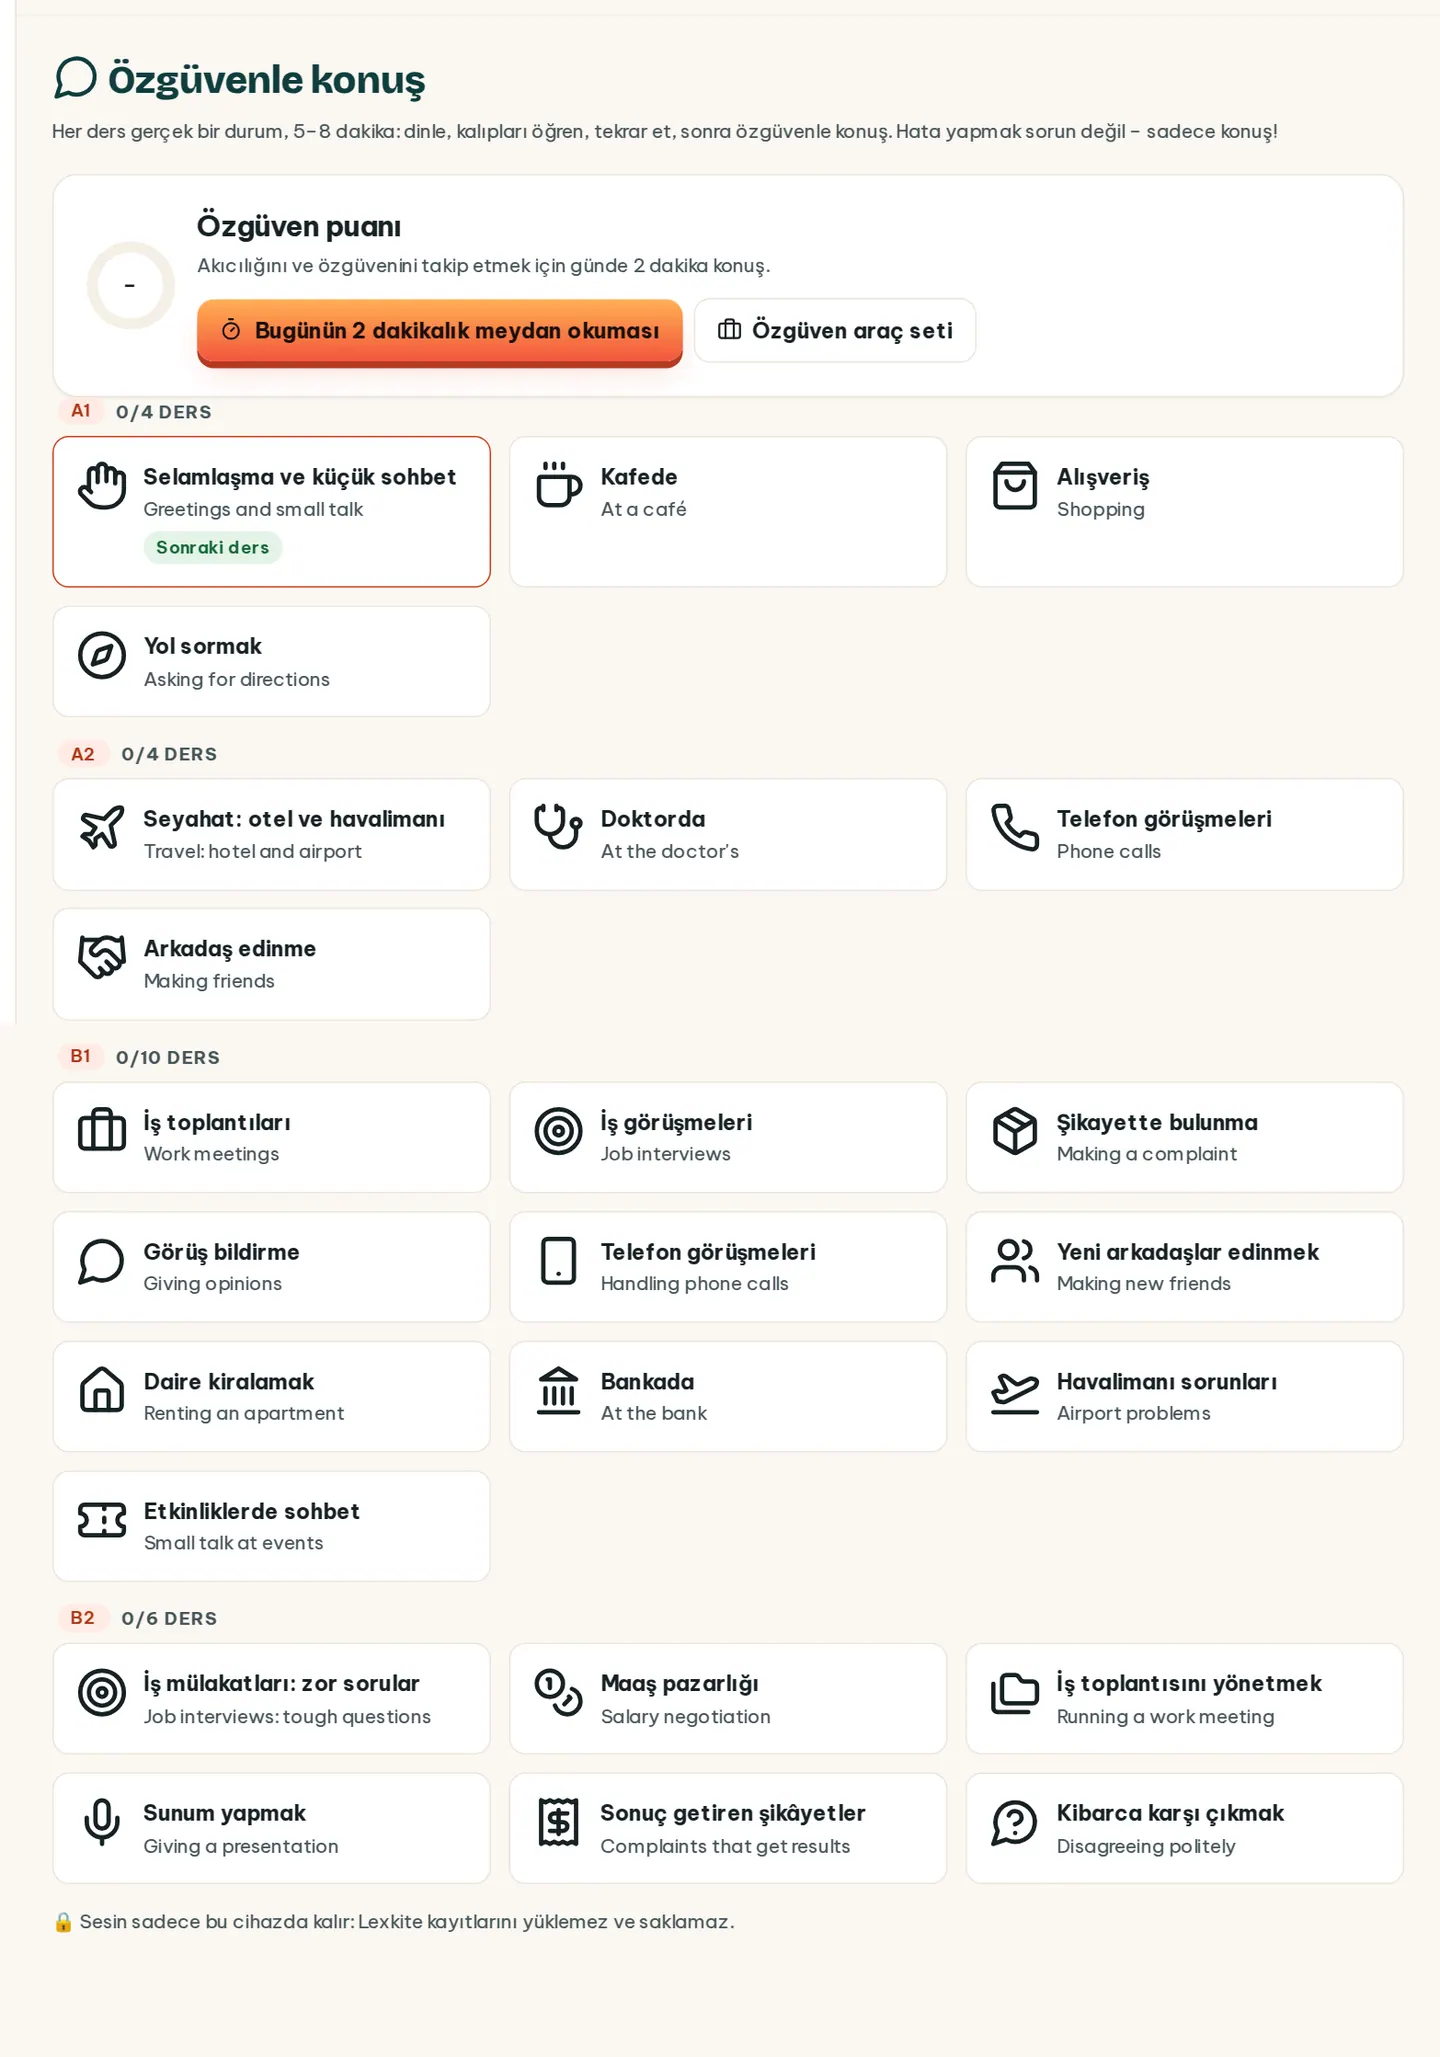 Özgüvenle konuş
Her ders gerçek bir durum, 5–8 dakika: dinle, kalıpları öğren, tekrar et, sonra özgüvenle konuş. Hata yapmak sorun değil – sadece konuş!
Özgüven puanı
–
Akıcılığını ve özgüvenini takip etmek için günde 2 dakika konuş.
Bugünün 2 dakikalık meydan okuması
Özgüven araç seti
A1 0/4 DERS
Selamlaşma ve küçük sohbet
Greetings and small talk
Sonraki ders
Kafede
At a café
Alışveriş
Shopping
Yol sormak
Asking for directions
A2 0/4 DERS
Seyahat: otel ve havalimanı
Travel: hotel and airport
Doktorda
At the doctor's
Telefon görüşmeleri
Phone calls
Arkadaş edinme
Making friends
B1 0/10 DERS
İş toplantıları
Work meetings
İş görüşmeleri
Job interviews
Şikayette bulunma
Making a complaint
Görüş bildirme
Giving opinions
Telefon görüşmeleri
Handling phone calls
Yeni arkadaşlar edinmek
Making new friends
Daire kiralamak
Renting an apartment
Bankada
At the bank
Havalimanı sorunları
Airport problems
Etkinliklerde sohbet
Small talk at events
B2 0/6 DERS
İş mülakatları: zor sorular
Job interviews: tough questions
Maaş pazarlığı
Salary negotiation
İş toplantısını yönetmek
Running a work meeting
Sunum yapmak
Giving a presentation
Sonuç getiren şikâyetler
Complaints that get results
Kibarca karşı çıkmak
Disagreeing politely
🔒 Sesin sadece bu cihazda kalır: Lexkite kayıtlarını yüklemez ve saklamaz.